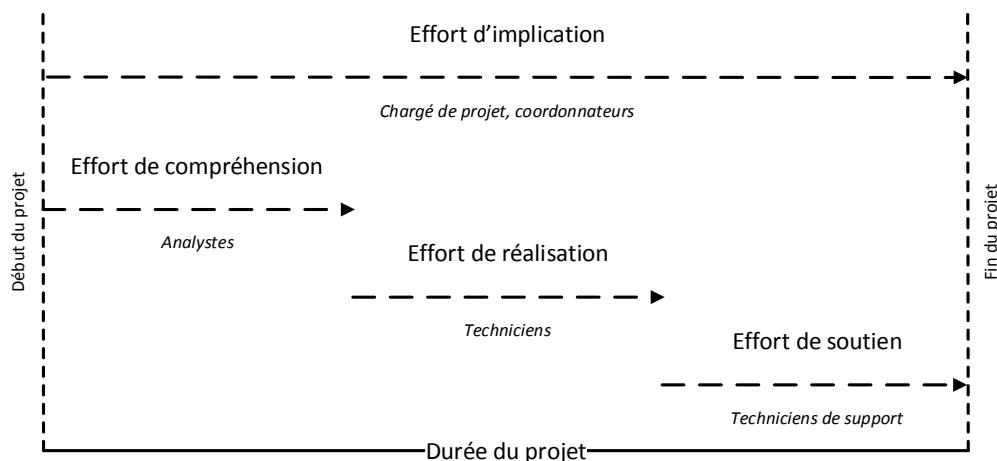 Effort d’implication
Chargé de projet, coordonnateurs
Effort de compréhension
Analystes
Début du projet
Effort de réalisation
Techniciens
Fin du projet
Effort de soutien
Techniciens de support
Durée du projet